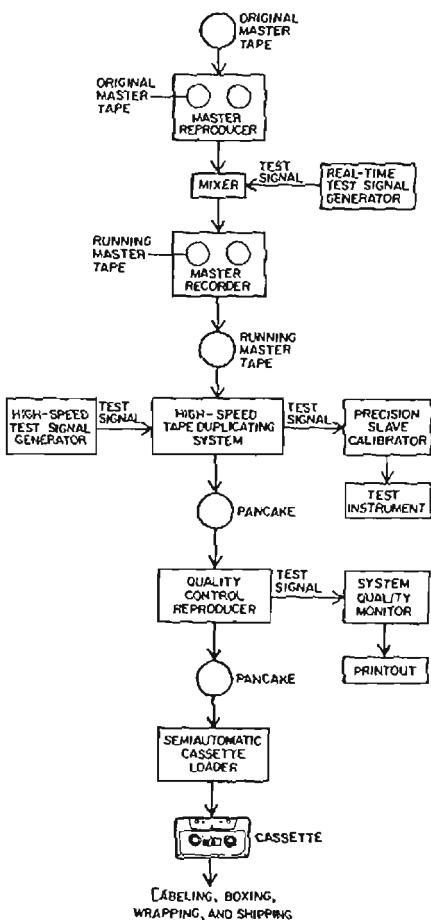 ORIGINAL
MASTER
TAPE
ORIGINAL
MASTER
TAPE
MASTER
REPRODUCER
MIXER
TEST
SIGNAL
REAL-TIME
TEST SIGNAL
GENERATOR
RUNNING
MASTER
TAPE
MASTER
RECORDER
RUNNING
MASTER
TAPE
HIGH-SPEED
TEST SIGNAL
GENERATOR
TEST
SIGNAL
HIGH-SPEED
TAPE DUPLICATING
SYSTEM
TEST
SIGNAL
PRECISION
SLAVE
CALIBRATOR
TEST
INSTRUMENT
PANCAKE
QUALITY
CONTROL
REPRODUCER
TEST
SIGNAL
SYSTEM
QUALITY
MONITOR
PRINTOUT
PANCAKE
SEMIAUTOMATIC
CASSETTE
LOADER
CASSETTE
LABELING, BOXING,
WRAPPING, AND SHIPPING